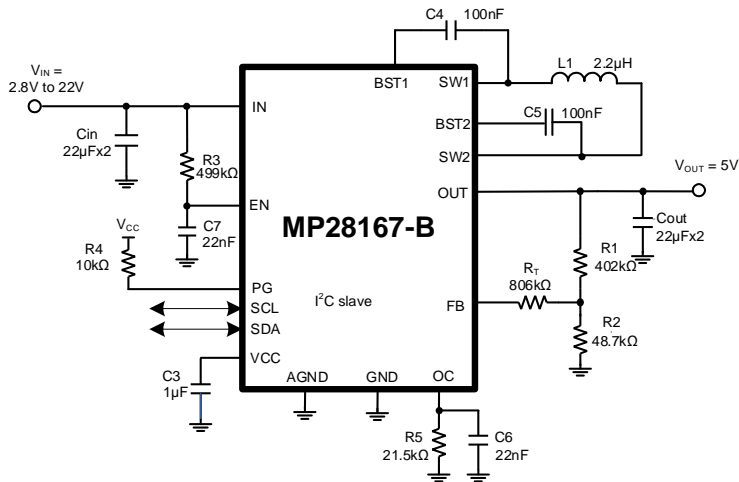 C4
100nF
V_IN =
2.8V to 22V
BST1
SW1
L1
2.2µH
IN
BST2
C5
100nF
Cin
22µFx2
R3
499kΩ
SW2
V_OUT = 5V
OUT
EN
C7
22nF
MP28167-B
Cout
22µFx2
V_CC
R4
10kΩ
R1
402kΩ
R_T
806kΩ
PG
SCL
I²C slave
FB
SDA
R2
48.7kΩ
VCC
C3
1µF
AGND
GND
OC
R5
21.5kΩ
C6
22nF